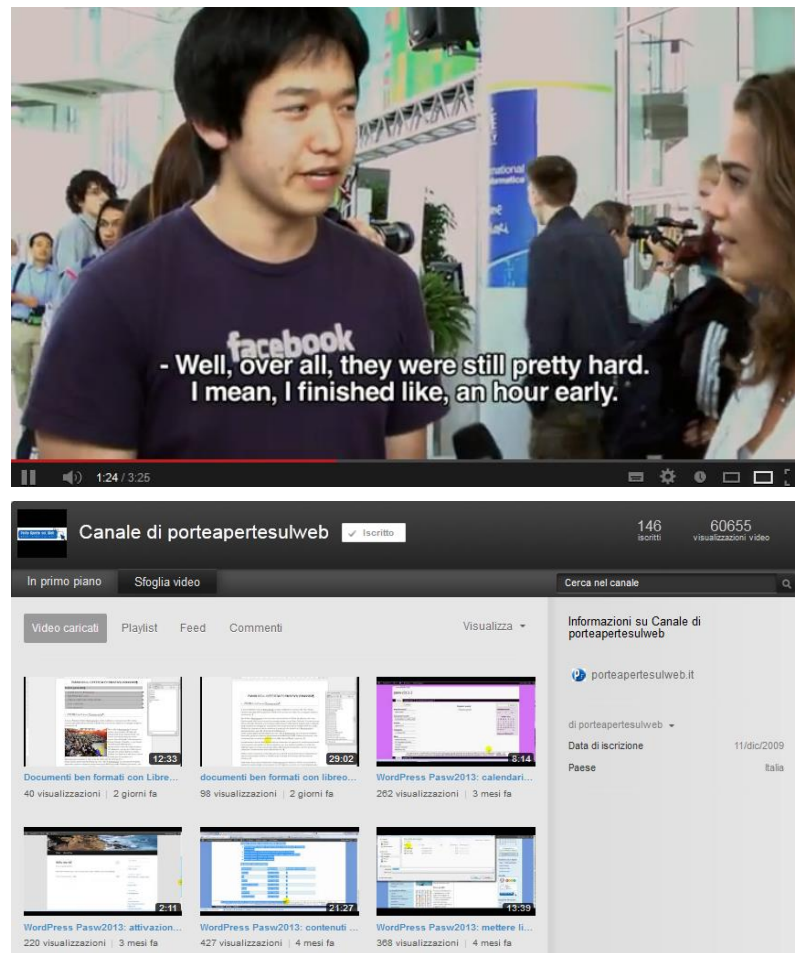 national
informatica
facebook
- Well, over all, they were still pretty hard.
I mean, I finished like, an hour early.
1:24 / 3:25
Canale di porteapertesulweb
Iscritto
146
iscritti
60655
visualizzazioni video
In primo piano
Sfoglia video
Cerca nel canale
Video caricati
Playlist
Feed
Commenti
Visualizza
Informazioni su Canale di
porteapertesulweb
porteapertesulweb.it
di porteapertesulweb
Data di iscrizione
11/dic/2009
Paese
Italia
12:33
29:02
8:14
Documenti ben formati con Libre...
40 visualizzazioni | 2 giorni fa
documenti ben formati con libreo...
98 visualizzazioni | 2 giorni fa
WordPress Pasw2013: calendari...
262 visualizzazioni | 3 mesi fa
2:11
21:27
13:39
WordPress Pasw2013: attivazion...
220 visualizzazioni | 3 mesi fa
WordPress Pasw2013: contenuti ...
427 visualizzazioni | 4 mesi fa
WordPress Pasw2013: mettere li...
368 visualizzazioni | 4 mesi fa